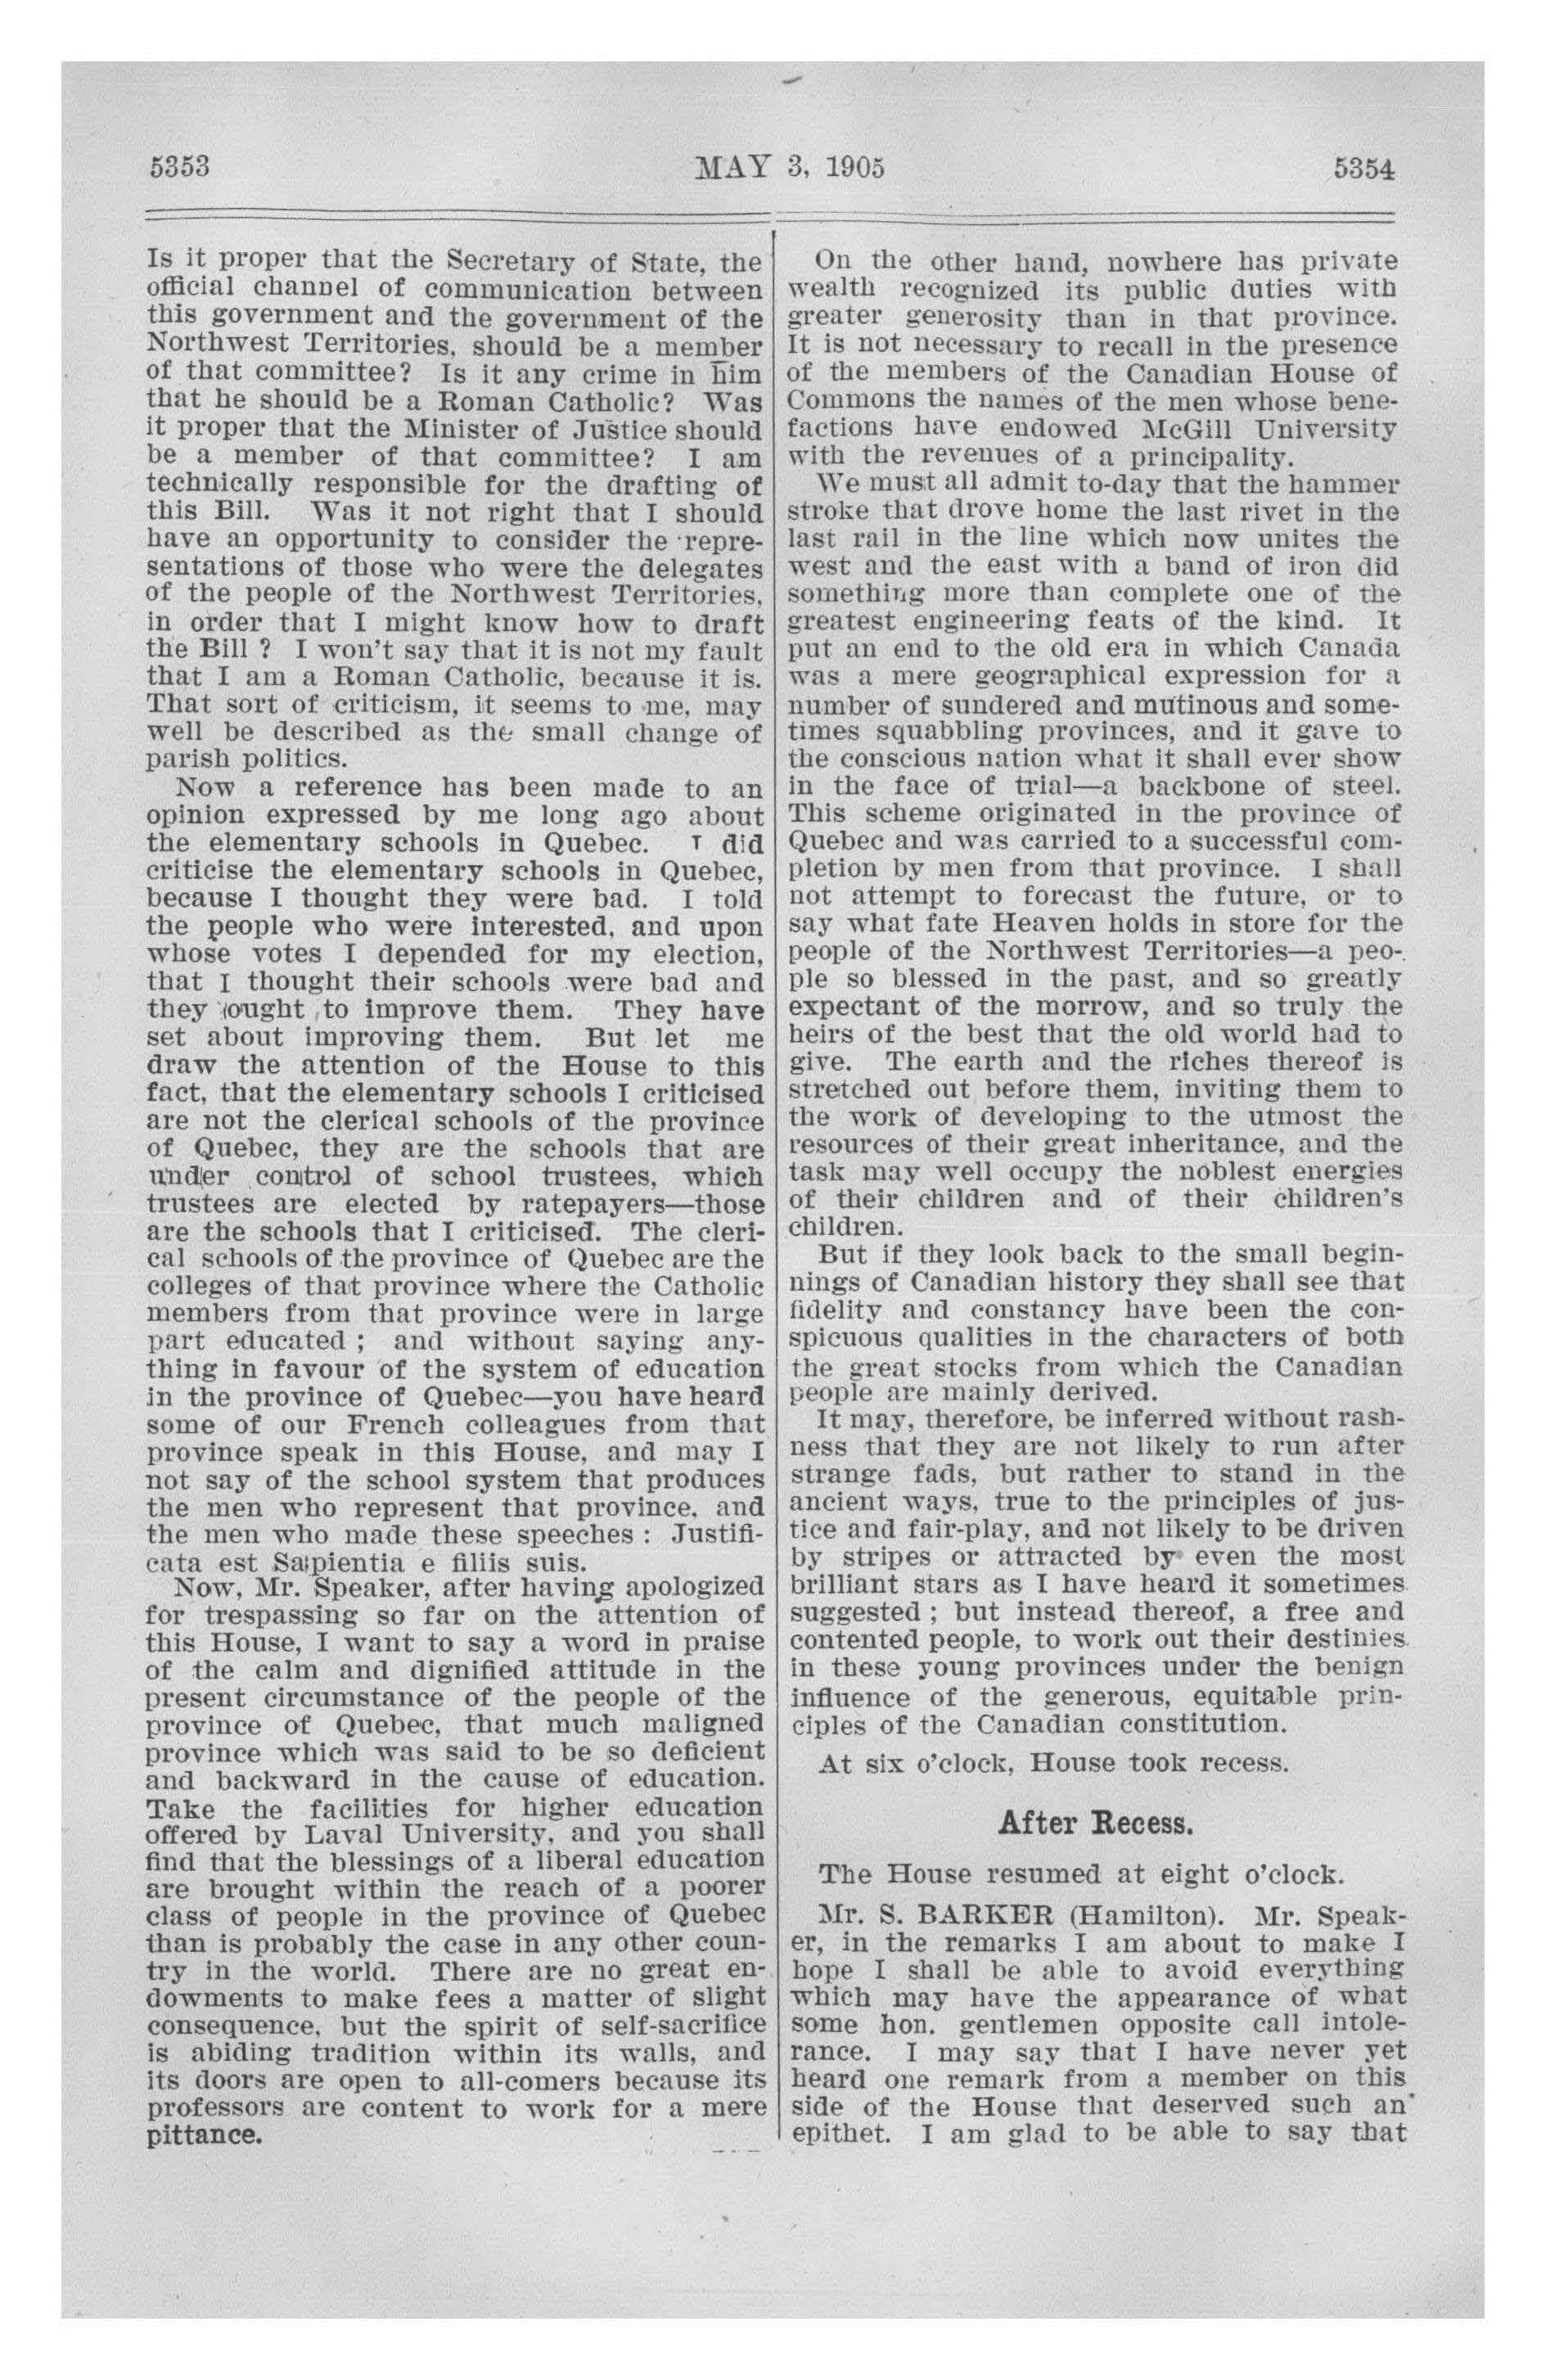 5353 MAY 3, 1905 5354
Is it proper that the Secretary of State, the
official channel of communication between
this government and the government of the
Northwest Territories, should be a member
of that committee? Is it any crime in him
that he should be a Roman Catholic? Was
it proper that the Minister of Justice should
be a member of that committee? I am
technically responsible for the drafting of
this Bill. Was it not right that I should
have an opportunity to consider the repre-
sentations of those who were the delegates
of the people of the Northwest Territories,
in order that I might know how to draft
the Bill ? I won't say that it is not my fault
that I am a Roman Catholic, because it is.
That sort of criticism, it seems to me, may
well be described as the small change of
parish politics.
Now a reference has been made to an
opinion expressed by me long ago about
the elementary schools in Quebec. I did
criticise the elementary schools in Quebec,
because I thought they were bad. I told
the people who were interested, and upon
whose votes I depended for my election,
that I thought their schools were bad and
they ought to improve them. They have
set about improving them. But let me
draw the attention of the House to this
fact, that the elementary schools I criticised
are not the clerical schools of the province
of Quebec, they are the schools that are
under control of school trustees, which
trustees are elected by ratepayers—those
are the schools that I criticised. The cleri-
cal schools of the province of Quebec are the
colleges of that province where the Catholic
members from that province were in large
part educated ; and without saying any-
thing in favour of the system of education
in the province of Quebec—you have heard
some of our French colleagues from that
province speak in this House, and may I
not say of the school system that produces
the men who represent that province, and
the men who made these speeches : Justifi-
cata est Sapientia e filiis suis.
Now, Mr. Speaker, after having apologized
for trespassing so far on the attention of
this House, I want to say a word in praise
of the calm and dignified attitude in the
present circumstance of the people of the
province of Quebec, that much maligned
province which was said to be so deficient
and backward in the cause of education.
Take the facilities for higher education
offered by Laval University, and you shall
find that the blessings of a liberal education
are brought within the reach of a poorer
class of people in the province of Quebec
than is probably the case in any other coun-
try in the world. There are no great en-
dowments to make fees a matter of slight
consequence, but the spirit of self-sacrifice
is abiding tradition within its walls, and
its doors are open to all-comers because its
professors are content to work for a mere
pittance.
On the other hand, nowhere has private
wealth recognized its public duties with
greater generosity than in that province.
It is not necessary to recall in the presence
of the members of the Canadian House of
Commons the names of the men whose bene-
factions have endowed McGill University
with the revenues of a principality.
We must all admit to-day that the hammer
stroke that drove home the last rivet in the
last rail in the line which now unites the
west and the east with a band of iron did
something more than complete one of the
greatest engineering feats of the kind. It
put an end to the old era in which Canada
was a mere geographical expression for a
number of sundered and mutinous and some-
times squabbling provinces, and it gave to
the conscious nation what it shall ever show
in the face of trial—a backbone of steel.
This scheme originated in the province of
Quebec and was carried to a successful com-
pletion by men from that province. I shall
not attempt to forecast the future, or to
say what fate Heaven holds in store for the
people of the Northwest Territories—a peo-
ple so blessed in the past, and so greatly
expectant of the morrow, and so truly the
heirs of the best that the old world had to
give. The earth and the riches thereof is
stretched out before them, inviting them to
the work of developing to the utmost the
resources of their great inheritance, and the
task may well occupy the noblest energies
of their children and of their children's
children.
But if they look back to the small begin-
nings of Canadian history they shall see that
fidelity and constancy have been the con-
spicuous qualities in the characters of both
the great stocks from which the Canadian
people are mainly derived.
It may, therefore, be inferred without rash-
ness that they are not likely to run after
strange fads, but rather to stand in the
ancient ways, true to the principles of jus-
tice and fair-play, and not likely to be driven
by stripes or attracted by even the most
brilliant stars as I have heard it sometimes
suggested ; but instead thereof, a free and
contented people, to work out their destinies
in these young provinces under the benign
influence of the generous, equitable prin-
ciples of the Canadian constitution.
At six o'clock, House took recess.
After Recess.
The House resumed at eight o'clock.
Mr. S. BARKER (Hamilton). Mr. Speak-
er, in the remarks I am about to make I
hope I shall be able to avoid everything
which may have the appearance of what
some hon. gentlemen opposite call intole-
rance. I may say that I have never yet
heard one remark from a member on this
side of the House that deserved such an
epithet. I am glad to be able to say that